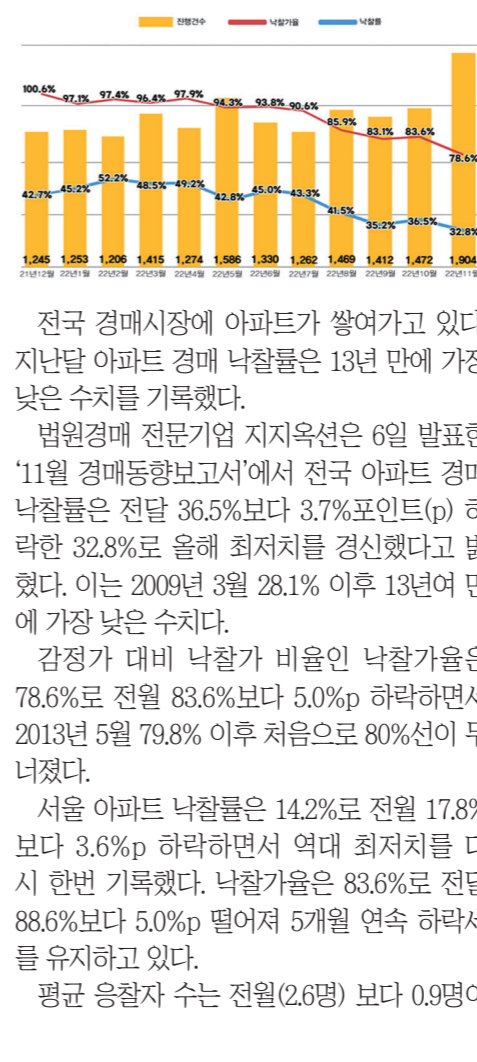 진행건수 낙찰가율 낙찰률
100.6% 97.1% 97.4% 96.4% 97.9% 94.3% 93.8% 90.6% 85.9% 83.1% 83.6% 78.6%
42.7% 45.2% 52.2% 48.5% 49.2% 42.8% 45.0% 43.3% 41.5% 35.2% 36.5% 32.8%
1,245 1,253 1,206 1,415 1,274 1,586 1,330 1,262 1,469 1,412 1,472 1,904
21년12월 22년1월 22년2월 22년3월 22년4월 22년5월 22년6월 22년7월 22년8월 22년9월 22년10월 22년11월
전국 경매시장에 아파트가 쌓여가고 있다
지난달 아파트 경매 낙찰률은 13년 만에 가장
낮은 수치를 기록했다.
법원경매 전문기업 지지옥션은 6일 발표한
‘11월 경매동향보고서’에서 전국 아파트 경매
낙찰률은 전달 36.5%보다 3.7%포인트(p) 하
락한 32.8%로 올해 최저치를 경신했다고 밝
혔다. 이는 2009년 3월 28.1% 이후 13년여 만
에 가장 낮은 수치다.
감정가 대비 낙찰가 비율인 낙찰가율은
78.6%로 전월 83.6%보다 5.0%p 하락하면서
2013년 5월 79.8% 이후 처음으로 80%선이 무
너졌다.
서울 아파트 낙찰률은 14.2%로 전월 17.8%
보다 3.6%p 하락하면서 역대 최저치를 다
시 한번 기록했다. 낙찰가율은 83.6%로 전달
88.6%보다 5.0%p 떨어져 5개월 연속 하락세
를 유지하고 있다.
평균 응찰자 수는 전월(2.6명) 보다 0.9명이